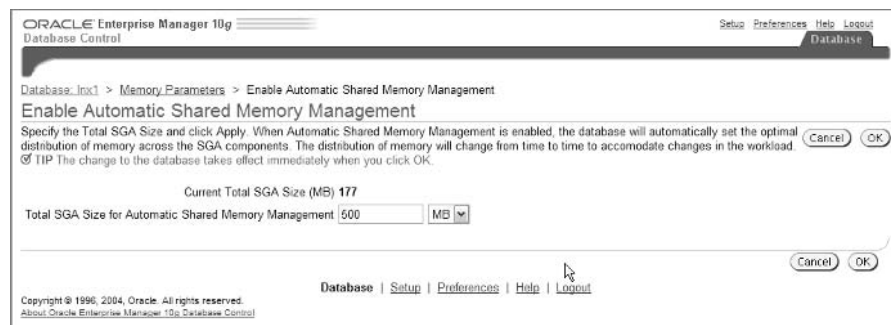 ORACLE Enterprise Manager 10g
Database Control
Setup Preferences Help Logout
Database
Database: lnx1 > Memory Parameters > Enable Automatic Shared Memory Management
Enable Automatic Shared Memory Management
Specify the Total SGA Size and click Apply. When Automatic Shared Memory Management is enabled, the database will automatically set the optimal
distribution of memory across the SGA components. The distribution of memory will change from time to time to accomodate changes in the workload.
TIP The change to the database takes effect immediately when you click OK.
Cancel OK
Current Total SGA Size (MB) 177
Total SGA Size for Automatic Shared Memory Management 500 MB
Cancel OK
Database | Setup | Preferences | Help | Logout
Copyright © 1996, 2004, Oracle. All rights reserved.
About Oracle Enterprise Manager 10g Database Control